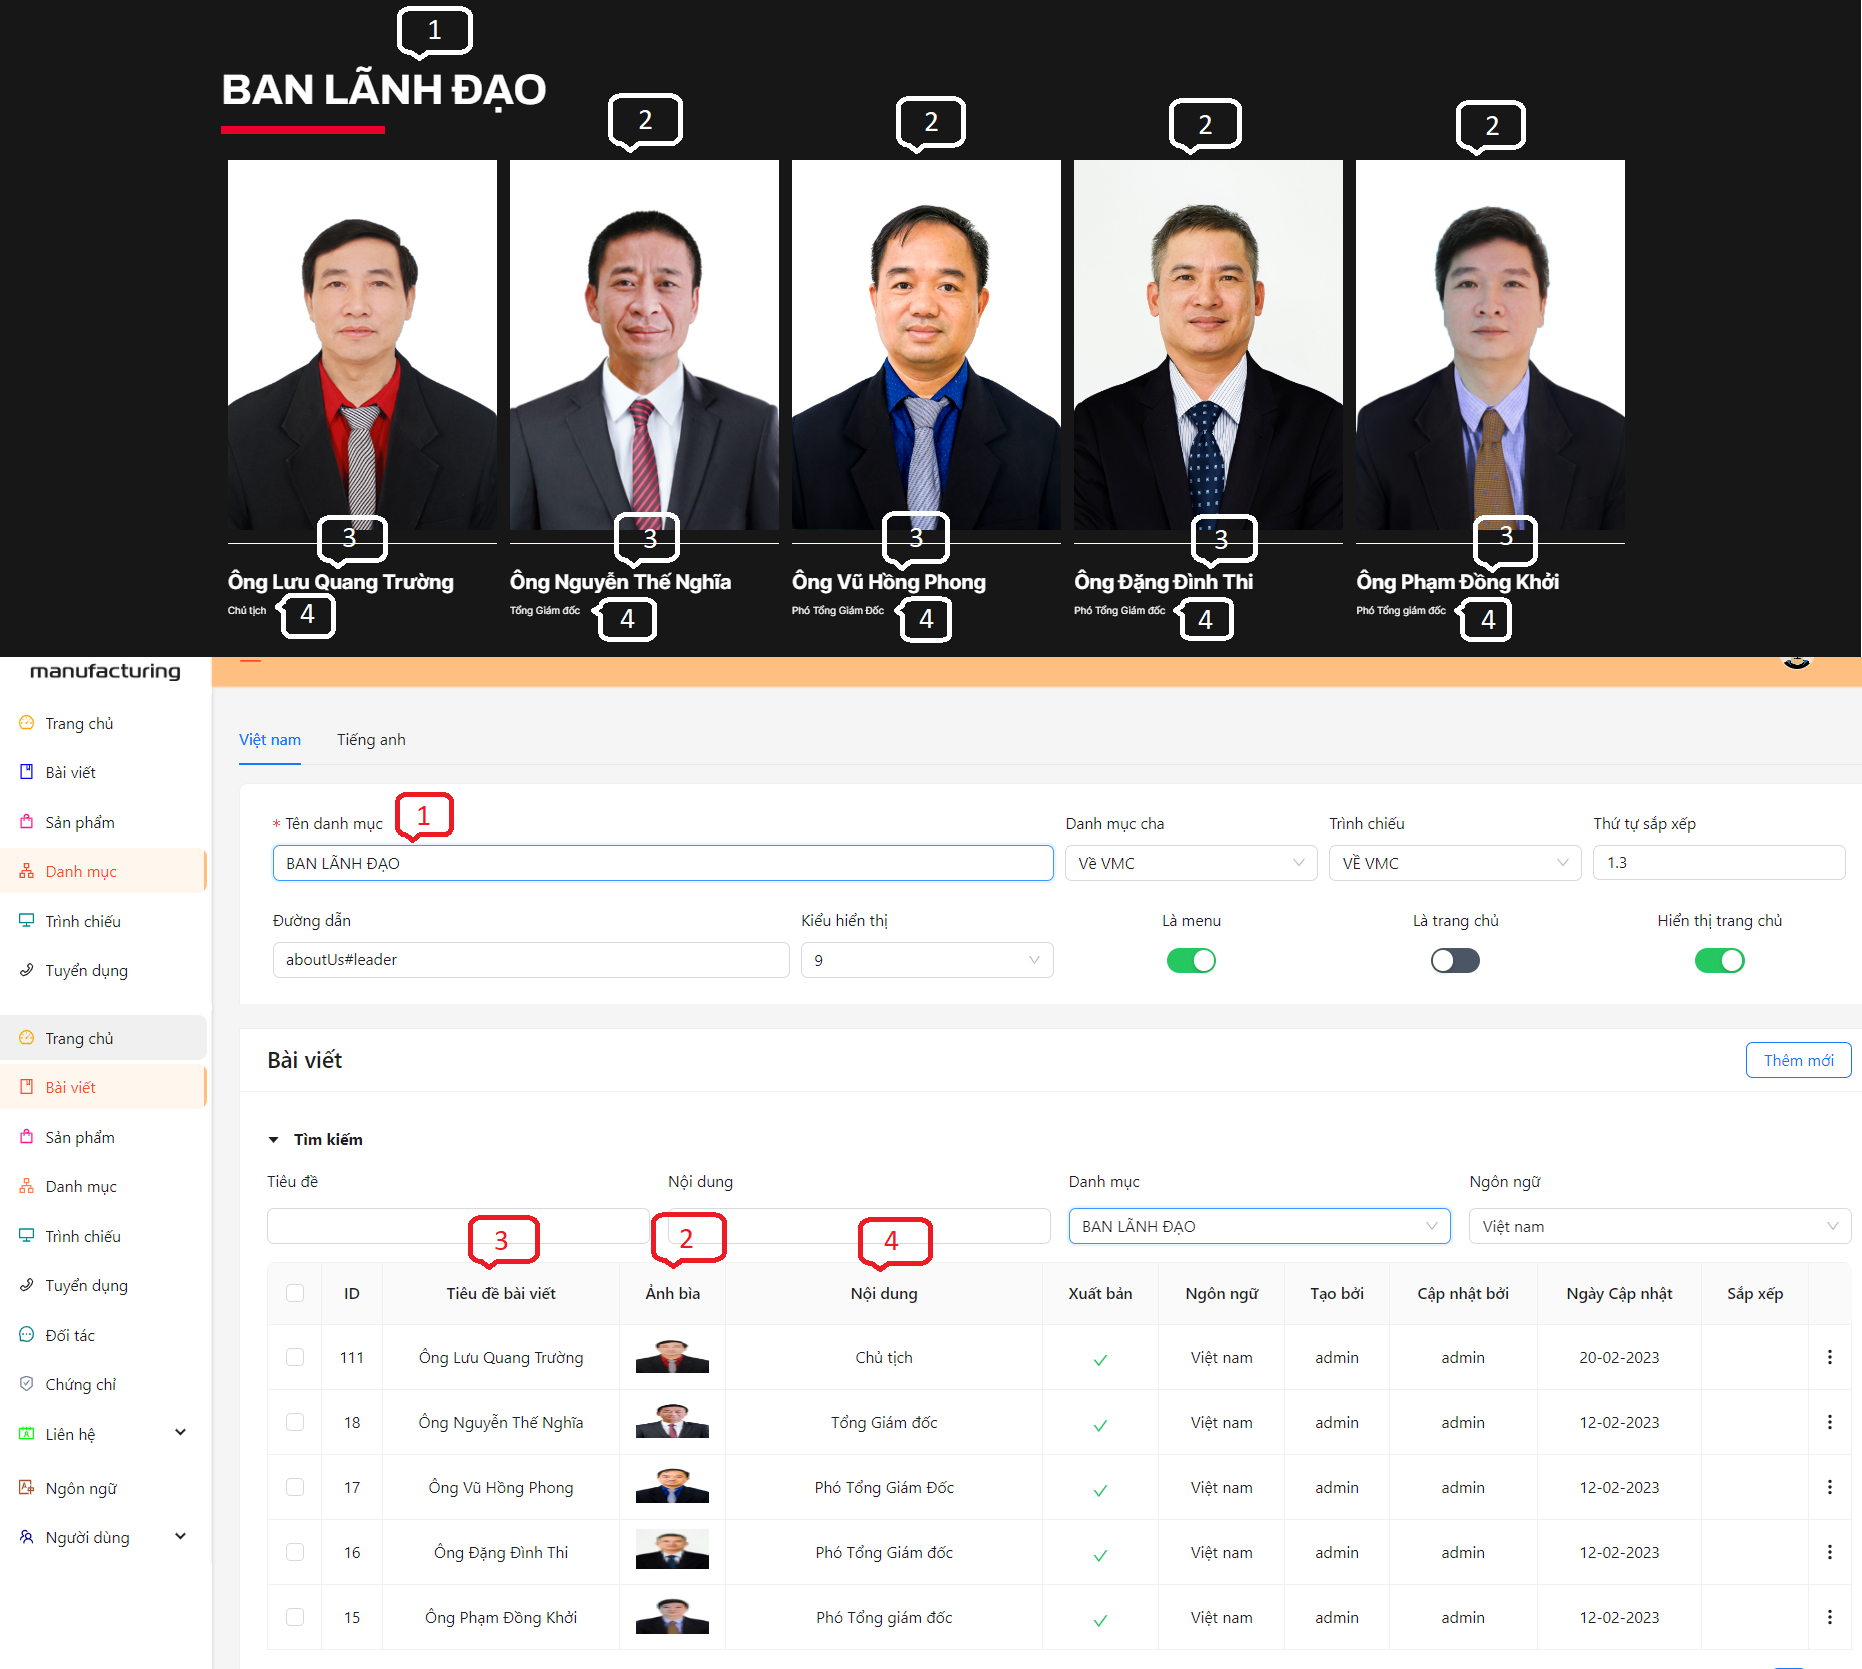 1
BAN LÃNH ĐẠO
2 2 2 2
3 3 3 3 3
Ông Lưu Quang Trường Ông Nguyễn Thế Nghĩa Ông Vũ Hồng Phong Ông Đặng Đình Thi Ông Phạm Đồng Khởi
Chủ tịch 4 Tổng Giám đốc 4 Phó Tổng Giám Đốc 4 Phó Tổng Giám đốc 4 Phó Tổng giám đốc 4
manufacturing
Trang chủ
Bài viết
Sản phẩm
Danh mục
Trình chiếu
Tuyển dụng
Trang chủ
Bài viết
Sản phẩm
Danh mục
Trình chiếu
Tuyển dụng
Đối tác
Chứng chỉ
Liên hệ
Ngôn ngữ
Người dùng
Việt nam Tiếng anh
* Tên danh mục 1 Danh mục cha Trình chiếu Thứ tự sắp xếp
BAN LÃNH ĐẠO Về VMC VỀ VMC 1.3
Đường dẫn Kiểu hiển thị Là menu Là trang chủ Hiển thị trang chủ
aboutUs#leader 9
Bài viết Thêm mới
Tìm kiếm
Tiêu đề Nội dung Danh mục Ngôn ngữ
3 2 4 BAN LÃNH ĐẠO Việt nam
ID Tiêu đề bài viết Ảnh bìa Nội dung Xuất bản Ngôn ngữ Tạo bởi Cập nhật bởi Ngày Cập nhật Sắp xếp
111 Ông Lưu Quang Trường Chủ tịch Việt nam admin admin 20-02-2023
18 Ông Nguyễn Thế Nghĩa Tổng Giám đốc Việt nam admin admin 12-02-2023
17 Ông Vũ Hồng Phong Phó Tổng Giám Đốc Việt nam admin admin 12-02-2023
16 Ông Đặng Đình Thi Phó Tổng Giám đốc Việt nam admin admin 12-02-2023
15 Ông Phạm Đồng Khởi Phó Tổng giám đốc Việt nam admin admin 12-02-2023